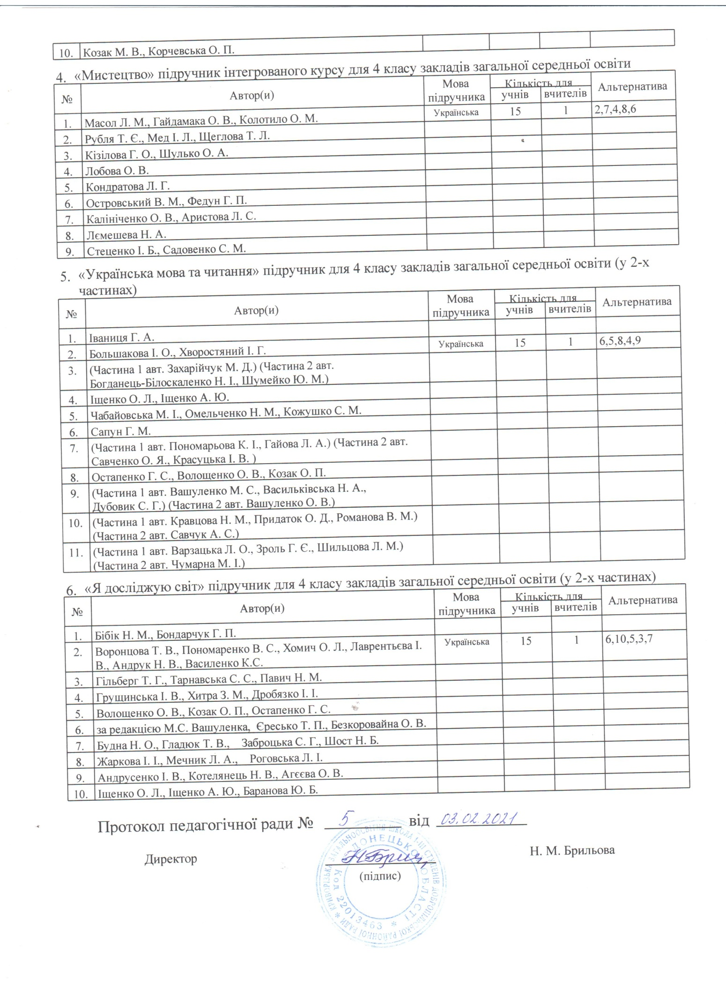 10. Козак М. В., Корчевська О. П.
4. «Мистецтво» підручник інтегрованого курсу для 4 класу закладів загальної середньої освіти
№ Автор(и) Мова підручника Кількість для учнів вчителів Альтернатива
1. Масол Л. М., Гайдамака О. В., Колотило О. М. Українська 15 1 2,7,4,8,6
2. Рубля Т. Є., Мед І. Л., Щеглова Т. Л.
3. Кізілова Г. О., Шулько О. А.
4. Лобова О. В.
5. Кондратова Л. Г.
6. Островський В. М., Федун Г. П.
7. Калініченко О. В., Аристова Л. С.
8. Лємешева Н. А.
9. Стеценко І. Б., Садовенко С. М.
5. «Українська мова та читання» підручник для 4 класу закладів загальної середньої освіти (у 2-х
частинах)
№ Автор(и) Мова підручника Кількість для учнів вчителів Альтернатива
1. Іваниця Г. А.
2. Большакова І. О., Хворостяний І. Г. Українська 15 1 6,5,8,4,9
3. (Частина 1 авт. Захарійчук М. Д.) (Частина 2 авт.
Богданець-Білоскаленко Н. І., Шумейко Ю. М.)
4. Іщенко О. Л., Іщенко А. Ю.
5. Чабайовська М. І., Омельченко Н. М., Кожушко С. М.
6. Сапун Г. М.
7. (Частина 1 авт. Пономарьова К. І., Гайова Л. А.) (Частина 2 авт.
Савченко О. Я., Красуцька І. В. )
8. Остапенко Г. С., Волощенко О. В., Козак О. П.
9. (Частина 1 авт. Вашуленко М. С., Васильківська Н. А.,
Дубовик С. Г.) (Частина 2 авт. Вашуленко О. В.)
10. (Частина 1 авт. Кравцова Н. М., Придаток О. Д., Романова В. М.)
(Частина 2 авт. Савчук А. С.)
11. (Частина 1 авт. Варзацька Л. О., Зроль Г. Є., Шильцова Л. М.)
(Частина 2 авт. Чумарна М. І.)
6. «Я досліджую світ» підручник для 4 класу закладів загальної середньої освіти (у 2-х частинах)
№ Автор(и) Мова підручника Кількість для учнів вчителів Альтернатива
1. Бібік Н. М., Бондарчук Г. П.
2. Воронцова Т. В., Пономаренко В. С., Хомич О. Л., Лаврентьєва І. Українська 15 1 6,10,5,3,7
В., Андрук Н. В., Василенко К.С.
3. Гільберг Т. Г., Тарнавська С. С., Павич Н. М.
4. Грущинська І. В., Хитра З. М., Дробязко І. І.
5. Волощенко О. В., Козак О. П., Остапенко Г. С.
6. за редакцією М.С. Вашуленка, Єресько Т. П., Безкоровайна О. В.
7. Будна Н. О., Гладюк Т. В., Заброцька С. Г., Шост Н. Б.
8. Жаркова І. І., Мечник Л. А., Роговська Л. І.
9. Андрусенко І. В., Котелянець Н. В., Агєєва О. В.
10. Іщенко О. Л., Іщенко А. Ю., Баранова Ю. Б.
Протокол педагогічної ради № 5 від 03.02.2021
Директор Н. М. Брильова
(підпис)
КРИВОРІЗЬКА ЗАГАЛЬНООСВІТНЯ ШКОЛА І-ІІІ СТУПЕНІВ ДОБРОПІЛЬСЬКОЇ РАЙОННОЇ РАДИ *
ДОНЕЦЬКОЇ ОБЛАСТІ * Код 22013463